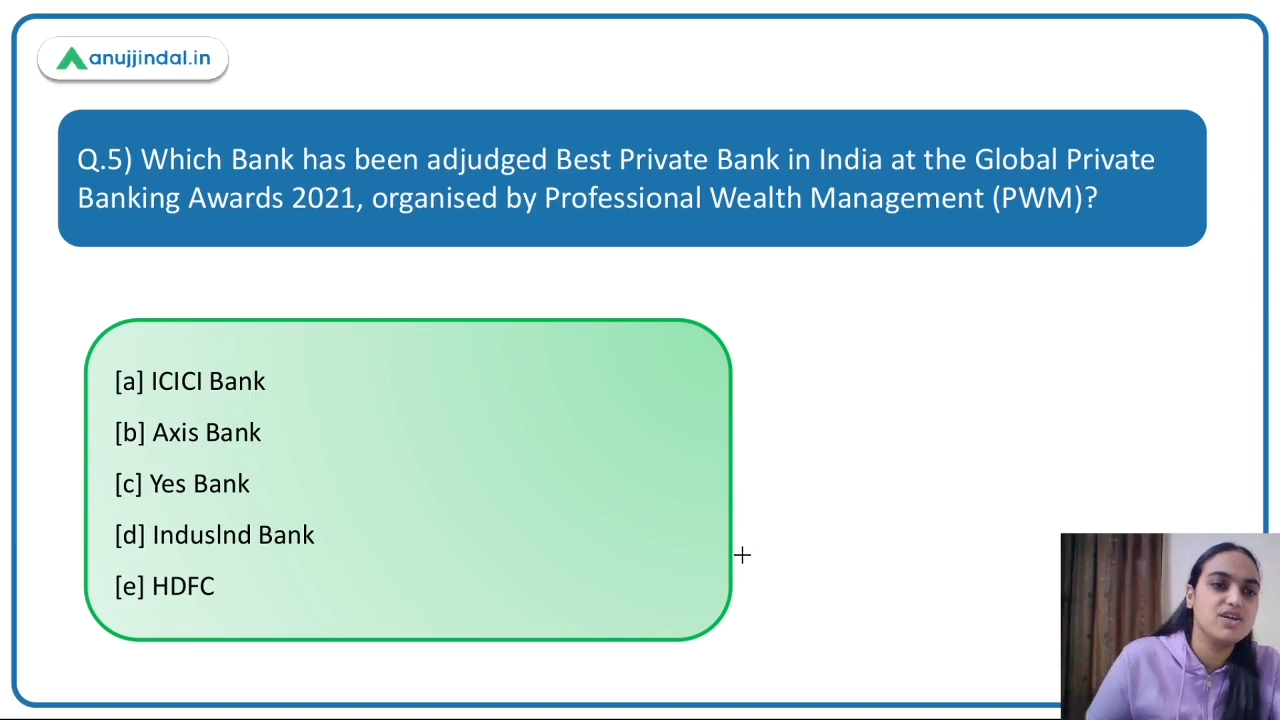 anujjindal.in
Q.5) Which Bank has been adjudged Best Private Bank in India at the Global Private
Banking Awards 2021, organised by Professional Wealth Management (PWM)?
[a] ICICI Bank
[b] Axis Bank
[c] Yes Bank
[d] Induslnd Bank
[e] HDFC